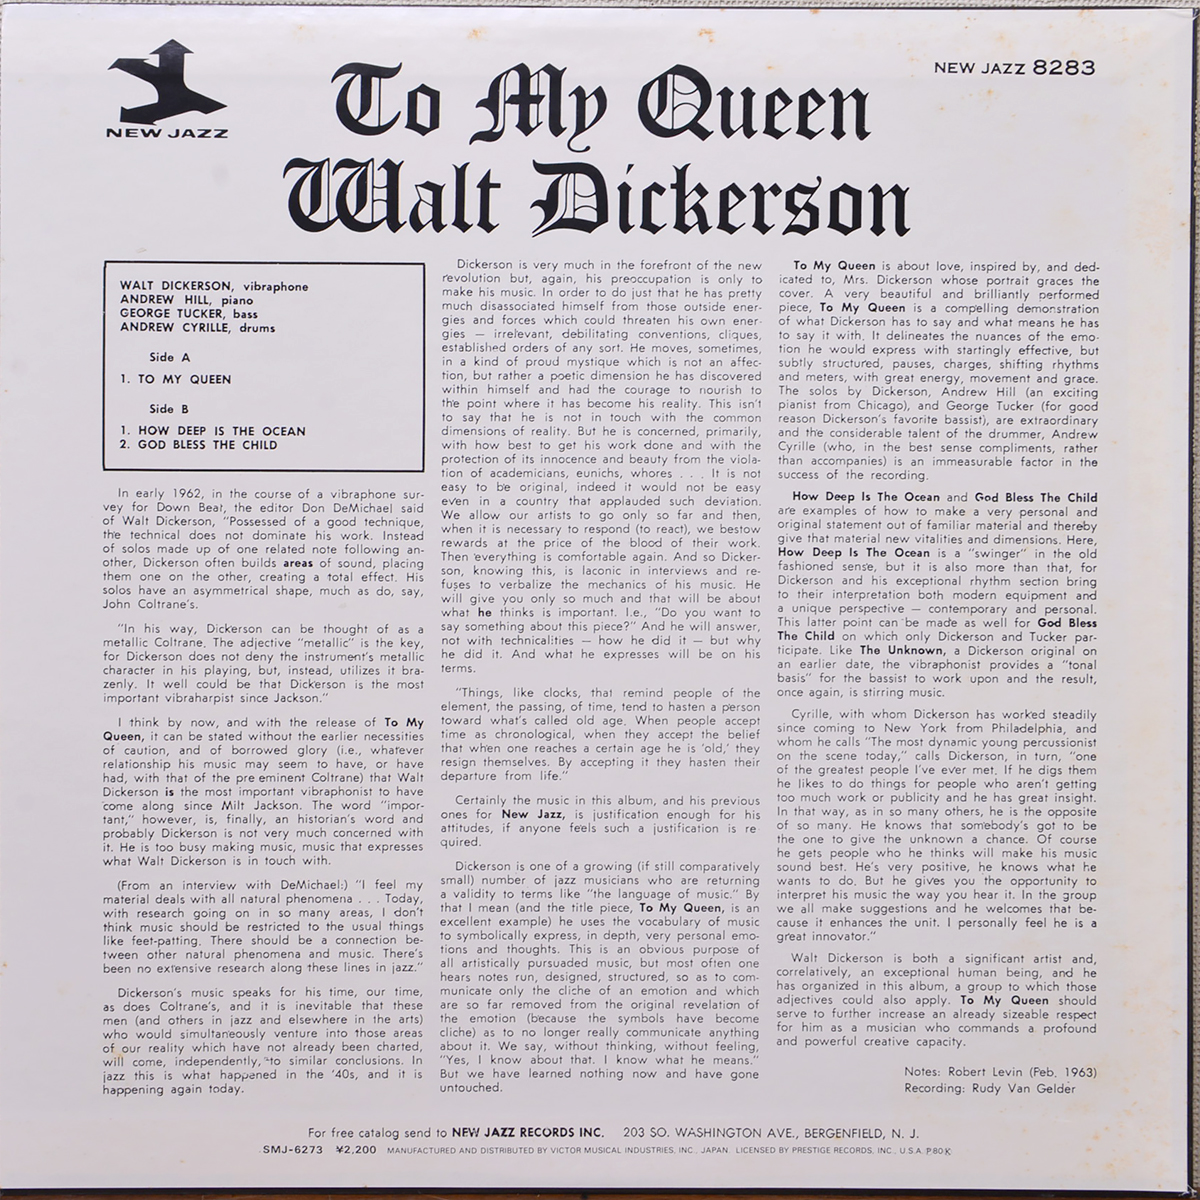 NEW JAZZ
NEW JAZZ 8283
To My Queen
Walt Dickerson
WALT DICKERSON, vibraphone
ANDREW HILL, piano
GEORGE TUCKER, bass
ANDREW CYRILLE, drums
Side A
1. TO MY QUEEN
Side B
1. HOW DEEP IS THE OCEAN
2. GOD BLESS THE CHILD
In early 1962, in the course of a vibraphone sur-
vey for Down Beat, the editor Don DeMichael said
of Walt Dickerson, "Possessed of a good technique,
the technical does not dominate his work. Instead
of solos made up of one related note following an-
other, Dickerson often builds areas of sound, placing
them one on the other, creating a total effect. His
solos have an asymmetrical shape, much as do, say,
John Coltrane's.
"In his way, Dickerson can be thought of as a
metallic Coltrane. The adjective "metallic" is the key,
for Dickerson does not deny the instrument's metallic
character in his playing, but, instead, utilizes it bra-
zenly. It well could be that Dickerson is the most
important vibraharpist since Jackson."
I think by now, and with the release of To My
Queen, it can be stated without the earlier necessities
of caution, and of borrowed glory (i.e., whatever
relationship his music may seem to have, or have
had, with that of the pre eminent Coltrane) that Walt
Dickerson is the most important vibraphonist to have
come along since Milt Jackson. The word "impor-
tant," however, is, finally, an historian's word and
probably Dickerson is not very much concerned with
it. He is too busy making music, music that expresses
what Walt Dickerson is in touch with.
(From an interview with DeMichael:) "I feel my
material deals with all natural phenomena . . . Today,
with research going on in so many areas, I don't
think music should be restricted to the usual things
like feet-patting. There should be a connection be-
tween other natural phenomena and music. There's
been no extensive research along these lines in jazz."
Dickerson's music speaks for his time, our time,
as does Coltrane's, and it is inevitable that these
men (and others in jazz and elsewhere in the arts)
who would simultaneously venture into those areas
of our reality which have not already been charted,
will come, independently, to similar conclusions. In
jazz this is what happened in the '40s, and it is
happening again today.
Dickerson is very much in the forefront of the new
revolution but, again, his preoccupation is only to
make his music. In order to do just that he has pretty
much disassociated himself from those outside ener-
gies and forces which could threaten his own ener-
gies — irrelevant, debilitating conventions, cliques,
established orders of any sort. He moves, sometimes,
in a kind of proud mystique which is not an affec-
tion, but rather a poetic dimension he has discovered
within himself and had the courage to nourish to
the point where it has become his reality. This isn't
to say that he is not in touch with the common
dimensions of reality. But he is concerned, primarily,
with how best to get his work done and with the
protection of its innocence and beauty from the viola-
tion of academicians, eunichs, whores . . . It is not
easy to be original, indeed it would not be easy
even in a country that applauded such deviation.
We allow our artists to go only so far and then,
when it is necessary to respond (to react), we bestow
rewards at the price of the blood of their work.
Then everything is comfortable again. And so Dicker-
son, knowing this, is laconic in interviews and re-
fuses to verbalize the mechanics of his music. He
will give you only so much and that will be about
what he thinks is important. I.e., "Do you want to
say something about this piece?" And he will answer,
not with technicalities — how he did it — but why
he did it. And what he expresses will be on his
terms.
"Things, like clocks, that remind people of the
element, the passing, of time, tend to hasten a person
toward what's called old age. When people accept
time as chronological, when they accept the belief
that when one reaches a certain age he is 'old,' they
resign themselves. By accepting it they hasten their
departure from life."
Certainly the music in this album, and his previous
ones for New Jazz, is justification enough for his
attitudes, if anyone feels such a justification is re-
quired.
Dickerson is one of a growing (if still comparatively
small) number of jazz musicians who are returning
a validity to terms like "the language of music." By
that I mean (and the title piece, To My Queen, is an
excellent example) he uses the vocabulary of music
to symbolically express, in depth, very personal emo-
tions and thoughts. This is an obvious purpose of
all artistically pursuaded music, but most often one
hears notes run, designed, structured, so as to com-
municate only the cliche of an emotion and which
are so far removed from the original revelation of
the emotion (because the symbols have become
cliche) as to no longer really communicate anything
about it. We say, without thinking, without feeling,
"Yes, I know about that. I know what he means."
But we have learned nothing now and have gone
untouched.
To My Queen is about love, inspired by, and ded-
icated to, Mrs. Dickerson whose portrait graces the
cover. A very beautiful and brilliantly performed
piece, To My Queen is a compelling demonstration
of what Dickerson has to say and what means he has
to say it with. It delineates the nuances of the emo-
tion he would express with startingly effective, but
subtly structured, pauses, charges, shifting rhythms
and meters, with great energy, movement and grace.
The solos by Dickerson, Andrew Hill (an exciting
pianist from Chicago), and George Tucker (for good
reason Dickerson's favorite bassist), are extraordinary
and the considerable talent of the drummer, Andrew
Cyrille (who, in the best sense compliments, rather
than accompanies) is an immeasurable factor in the
success of the recording.
How Deep Is The Ocean and God Bless The Child
are examples of how to make a very personal and
original statement out of familiar material and thereby
give that material new vitalities and dimensions. Here,
How Deep Is The Ocean is a "swinger" in the old
fashioned sense, but it is also more than that, for
Dickerson and his exceptional rhythm section bring
to their interpretation both modern equipment and
a unique perspective — contemporary and personal.
This latter point can be made as well for God Bless
The Child on which only Dickerson and Tucker par-
ticipate. Like The Unknown, a Dickerson original on
an earlier date, the vibraphonist provides a "tonal
basis" for the bassist to work upon and the result,
once again, is stirring music.
Cyrille, with whom Dickerson has worked steadily
since coming to New York from Philadelphia, and
whom he calls "The most dynamic young percussionist
on the scene today," calls Dickerson, in turn, "one
of the greatest people I've ever met. If he digs them
he likes to do things for people who aren't getting
too much work or publicity and he has great insight.
In that way, as in so many others, he is the opposite
of so many. He knows that somebody's got to be
the one to give the unknown a chance. Of course
he gets people who he thinks will make his music
sound best. He's very positive, he knows what he
wants to do. But he gives you the opportunity to
interpret his music the way you hear it. In the group
we all make suggestions and he welcomes that be-
cause it enhances the unit. I personally feel he is a
great innovator."
Walt Dickerson is both a significant artist and,
correlatively, an exceptional human being, and he
has organized in this album, a group to which those
adjectives could also apply. To My Queen should
serve to further increase an already sizeable respect
for him as a musician who commands a profound
and powerful creative capacity.
Notes: Robert Levin (Feb. 1963)
Recording: Rudy Van Gelder
For free catalog send to NEW JAZZ RECORDS INC. 203 SO. WASHINGTON AVE., BERGENFIELD, N. J.
SMJ-6273 ¥2,200 MANUFACTURED AND DISTRIBUTED BY VICTOR MUSICAL INDUSTRIES, INC., JAPAN. LICENSED BY PRESTIGE RECORDS, INC., U.S.A. P.80K